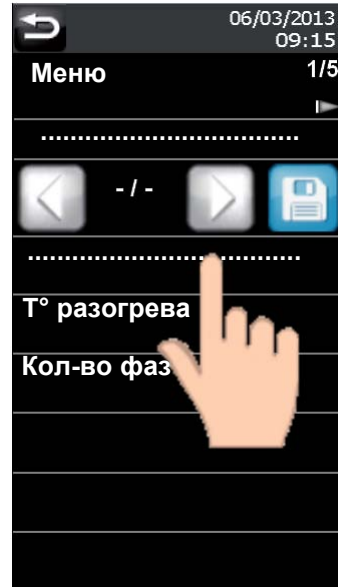 06/03/2013
09:15
Меню 1/5
.................................
- / -
.................................
T° разогрева
Кол-во фаз